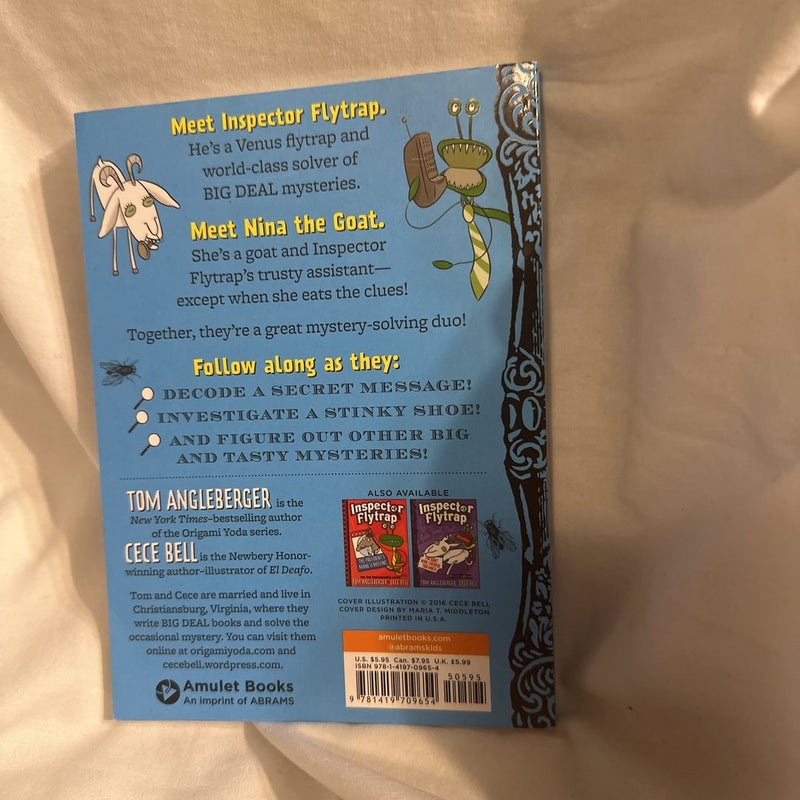 Meet Inspector Flytrap.
He's a Venus flytrap and
world-class solver of
BIG DEAL mysteries.
Meet Nina the Goat.
She's a goat and Inspector
Flytrap's trusty assistant—
except when she eats the clues!
Together, they're a great mystery-solving duo!
Follow along as they:
DECODE A SECRET MESSAGE!
INVESTIGATE A STINKY SHOE!
AND FIGURE OUT OTHER BIG
AND TASTY MYSTERIES!
TOM ANGLEBERGER is the
New York Times–bestselling author
of the Origami Yoda series.
CECE BELL is the Newbery Honor-
winning author–illustrator of El Deafo.
Tom and Cece are married and live in
Christiansburg, Virginia, where they
write BIG DEAL books and solve the
occasional mystery. You can visit them
online at origamiyoda.com and
cecebell.wordpress.com.
Amulet Books
An imprint of ABRAMS
ALSO AVAILABLE
Inspector
Flytrap
TOM ANGLEBERGER CECE BELL
Inspector
Flytrap
TOM ANGLEBERGER CECE BELL
COVER ILLUSTRATION © 2016 CECE BELL
COVER DESIGN BY MARIA T. MIDDLETON
PRINTED IN U.S.A.
amuletbooks.com
@abramskids
U.S. $5.95 Can. $7.95 U.K. £5.99
ISBN 978-1-4197-0965-4
50595
9 781419 709654